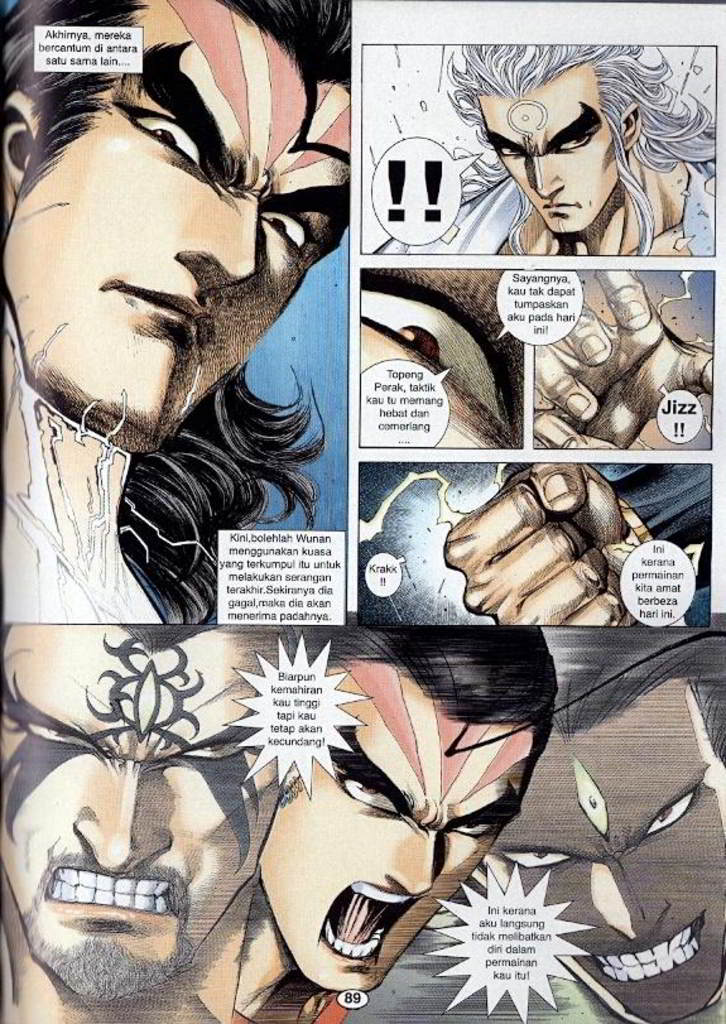 Akhirnya, mereka
bercantum di antara
satu sama lain....
!!
Sayangnya,
kau tak dapat
tumpaskan
aku pada hari
ini!
Topeng
Perak, taktik
kau tu memang
hebat dan
cemerlang
....
Jizz
!!
Kini,bolehlah Wunan
menggunakan kuasa
yang terkumpul itu untuk
melakukan serangan
terakhir.Sekiranya dia
gagal,maka dia akan
menerima padahnya.
Krakk
!!
Ini kerana
permainan
kita amat
berbeza
hari ini.
Biarpun
kemahiran
kau tinggi
tapi kau
tetap akan
kecundang!
Ini kerana
aku langsung
tidak melibatkan
diri dalam
permainan
kau itu!
89